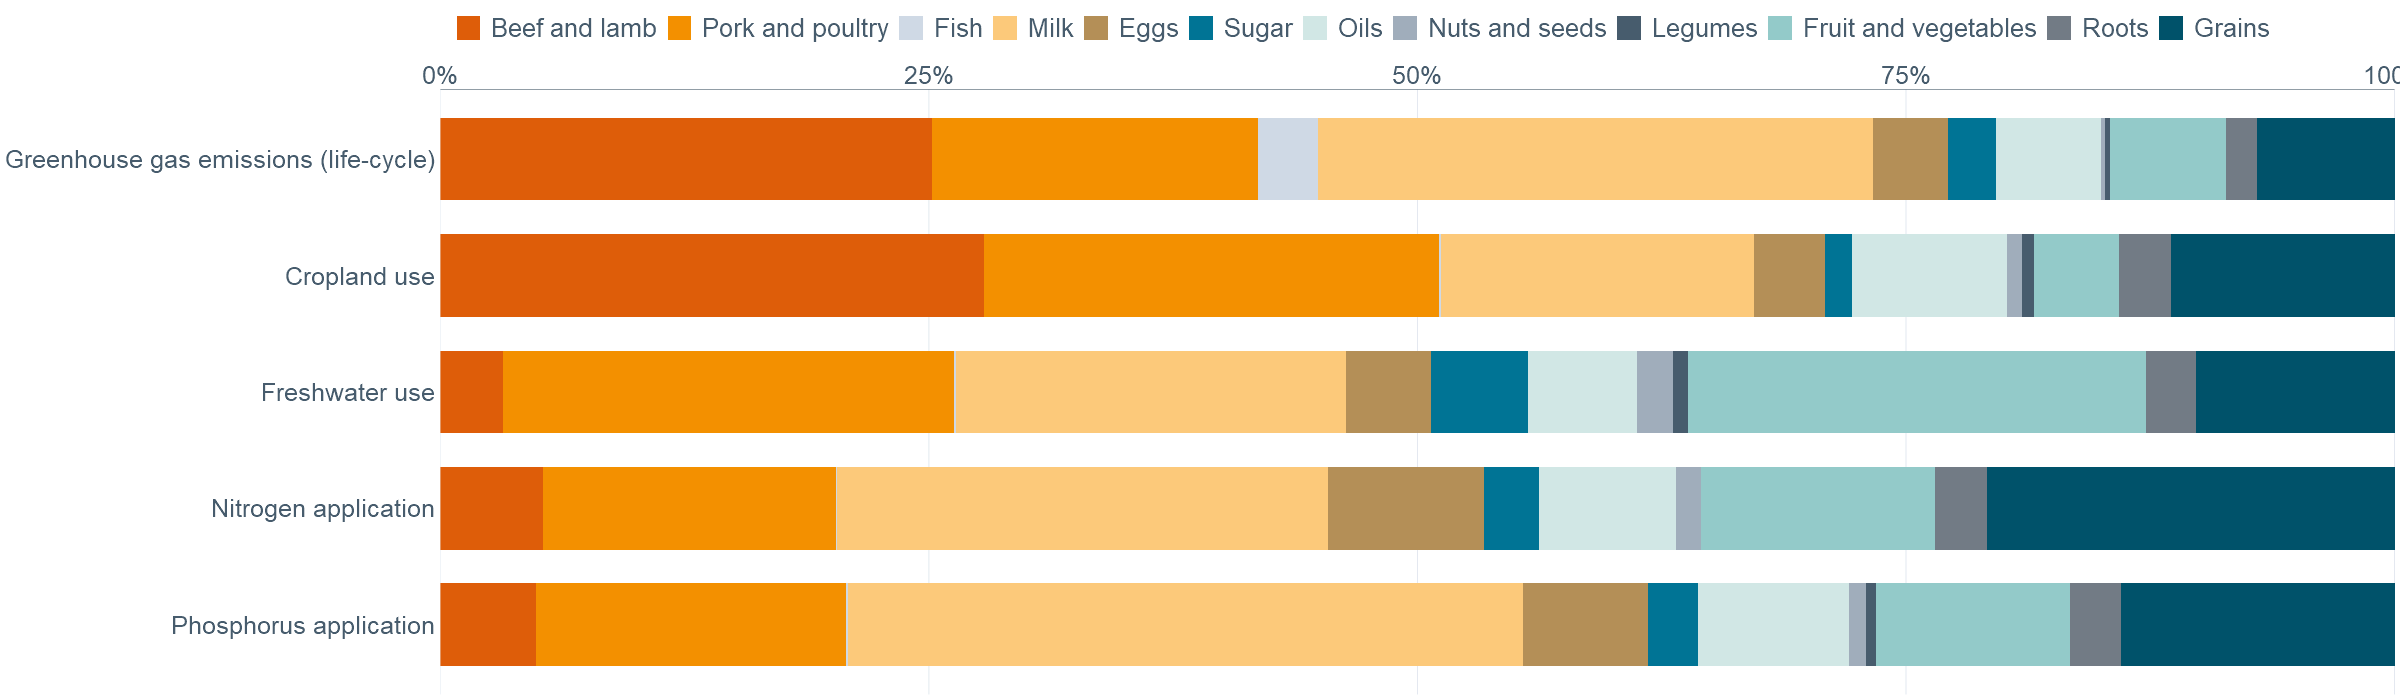 Beef and lamb Pork and poultry Fish Milk Eggs Sugar Oils Nuts and seeds Legumes Fruit and vegetables Roots Grains
0% 25% 50% 75% 100
Greenhouse gas emissions (life-cycle)
Cropland use
Freshwater use
Nitrogen application
Phosphorus application